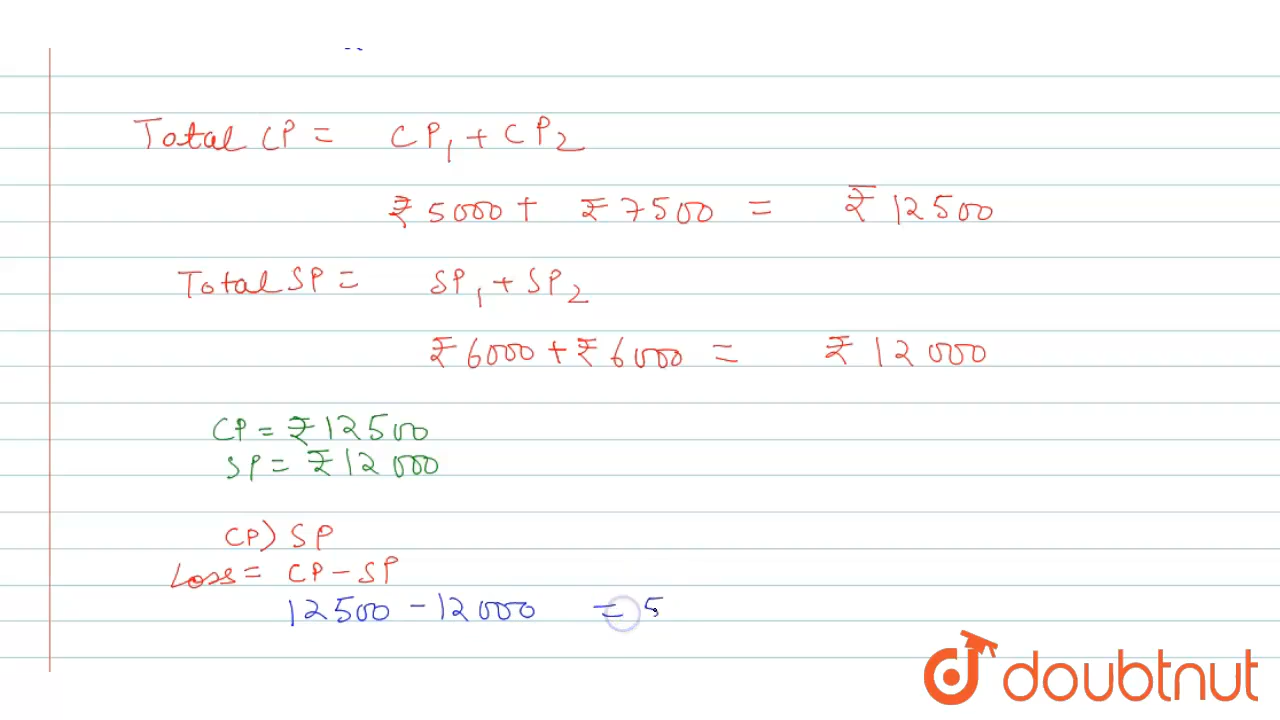 Total CP = CP1 + CP2
₹ 5000 + ₹ 7500 = ₹ 12500
Total SP = SP1 + SP2
₹ 6000 + ₹ 6000 = ₹ 12000
CP = ₹ 12500
SP = ₹ 12000
CP > SP
Loss = CP - SP
12500 - 12000 = 5
doubtnut